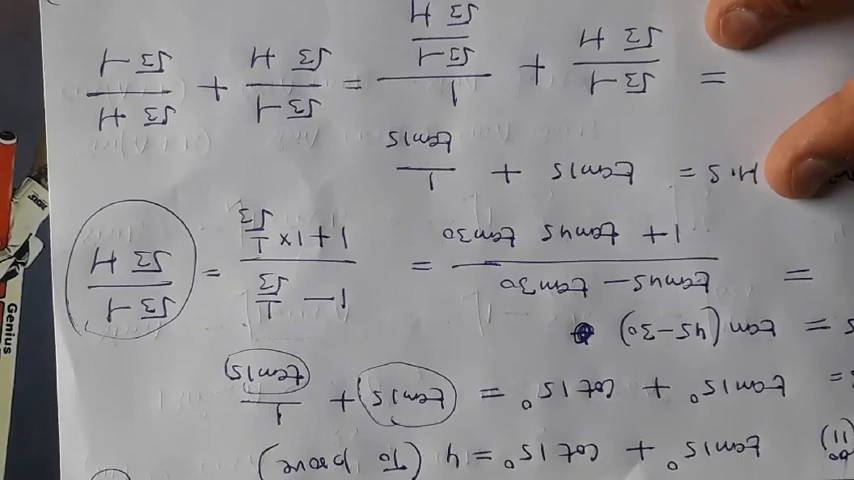 (11) tan15° + cot15° = 4 (To prove)
= tan15° + cot15° = tan15 + 1/tan15
= tan(45-30)
= (tan45 - tan30)/(1 + tan45 tan30) = (1 - 1/√3)/(1 + 1×1/√3) = (√3-1)/(√3+1)
H.S = tan15 + 1/tan15
= (√3-1)/(√3+1) + 1/((√3-1)/(√3+1)) = (√3-1)/(√3+1) + (√3+1)/(√3-1)
Genius